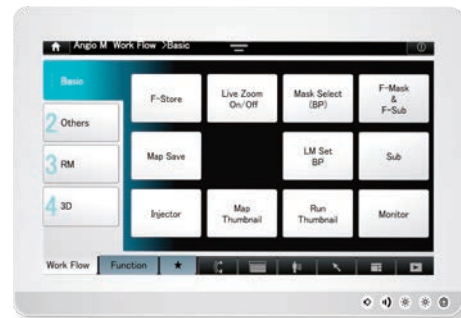 Angio M Work Flow >Basic
Basic
2 Others
3 RM
4 3D
F-Store
Live Zoom
On/Off
Mask Select
(BP)
F-Mask
&
F-Sub
Map Save
LM Set
BP
Sub
Injector
Map
Thumbnail
Run
Thumbnail
Monitor
Work Flow
Function